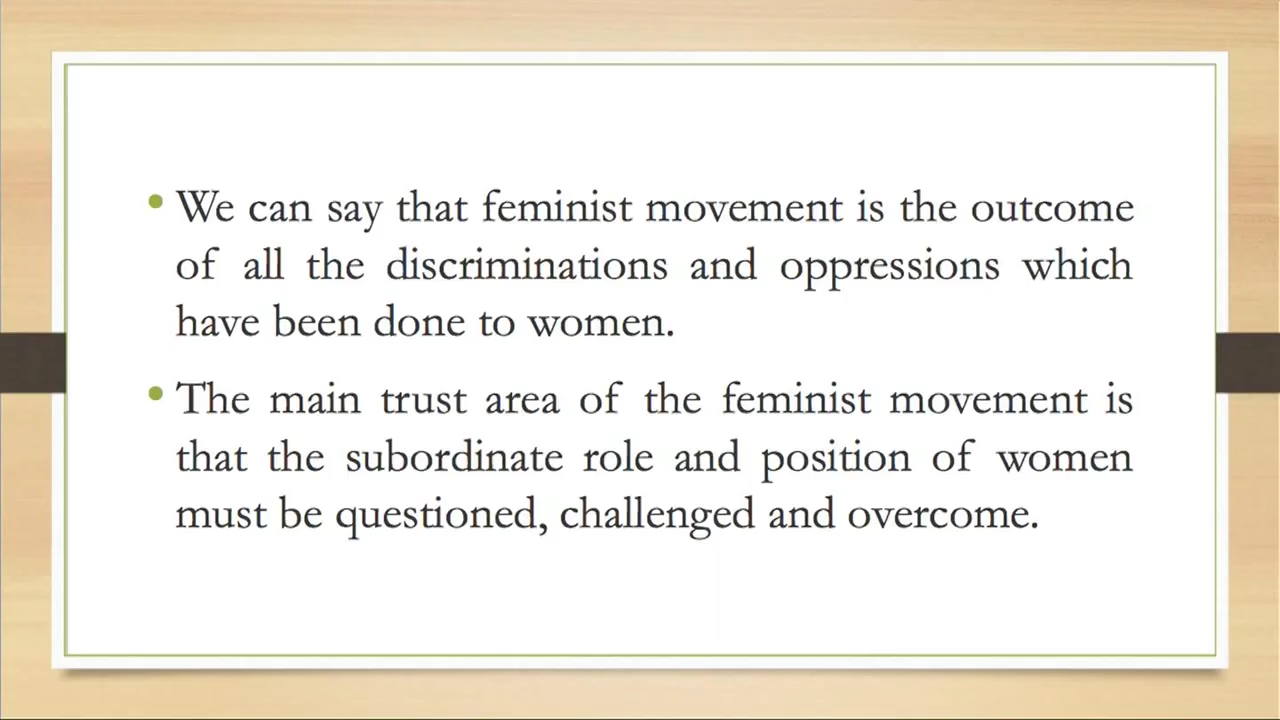 • We can say that feminist movement is the outcome
of all the discriminations and oppressions which
have been done to women.
• The main trust area of the feminist movement is
that the subordinate role and position of women
must be questioned, challenged and overcome.